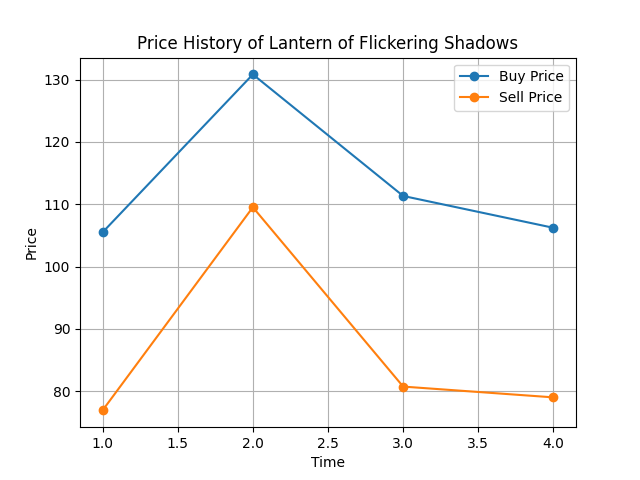 Price History of Lantern of Flickering Shadows
Buy Price
Sell Price
Price
130
120
110
100
90
80
1.0 1.5 2.0 2.5 3.0 3.5 4.0
Time